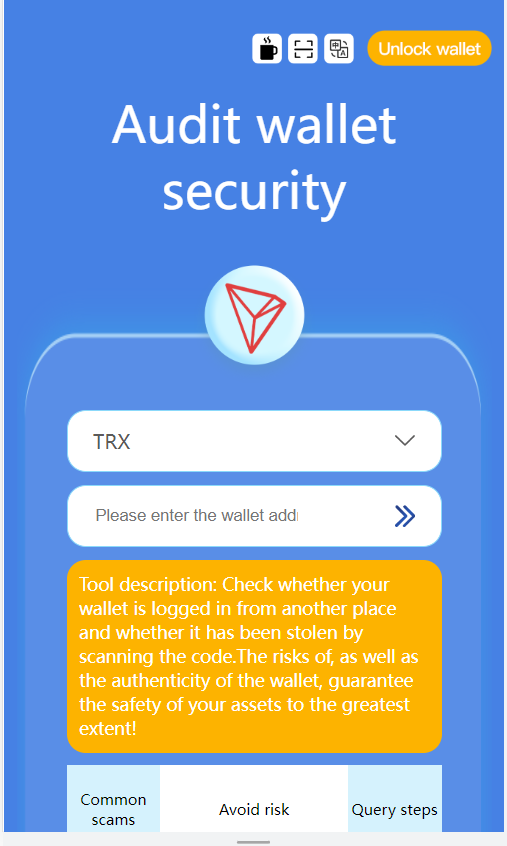 Unlock wallet
Audit wallet
security
TRX
Please enter the wallet add
Tool description: Check whether your
wallet is logged in from another place
and whether it has been stolen by
scanning the code.The risks of, as well as
the authenticity of the wallet, guarantee
the safety of your assets to the greatest
extent!
Common
scams
Avoid risk
Query steps